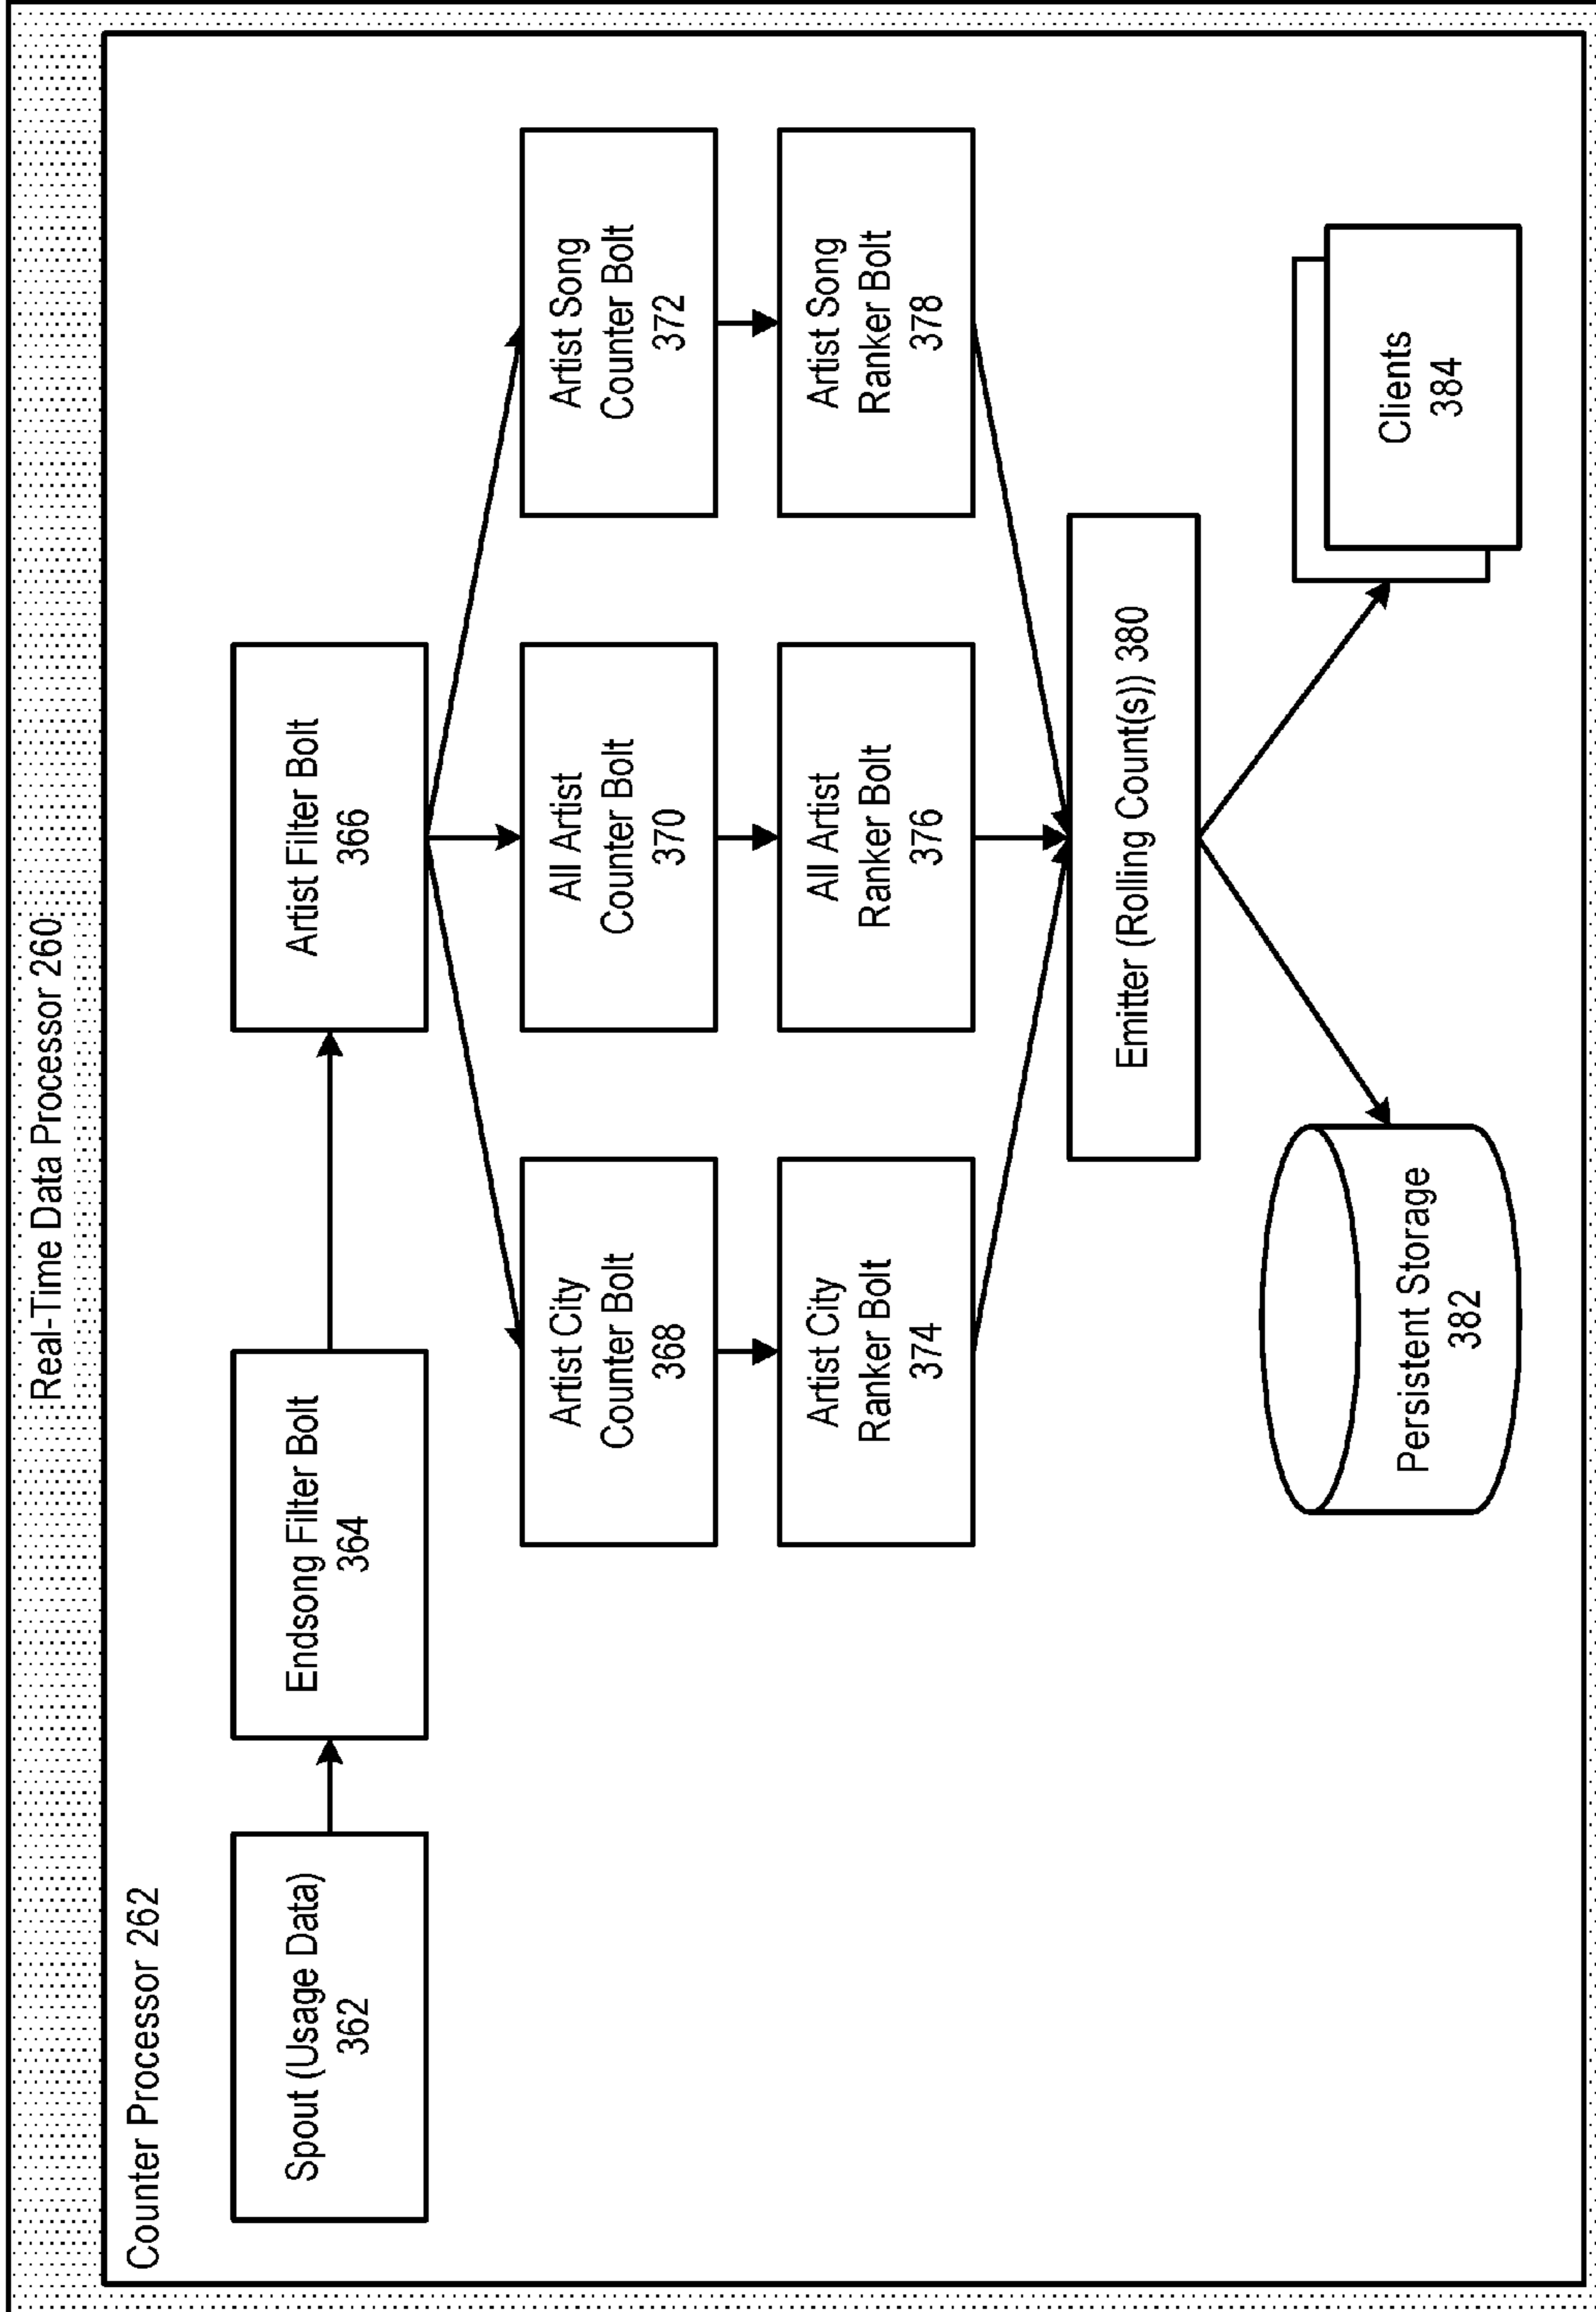 Real-Time Data Processor 260
Counter Processor 262
Spout (Usage Data)
362
Endsong Filter Bolt
364
Artist Filter Bolt
366
Artist City
Counter Bolt
368
All Artist
Counter Bolt
370
Artist Song
Counter Bolt
372
Artist City
Ranker Bolt
374
All Artist
Ranker Bolt
376
Artist Song
Ranker Bolt
378
Emitter (Rolling Count(s)) 380
Persistent Storage
382
Clients
384